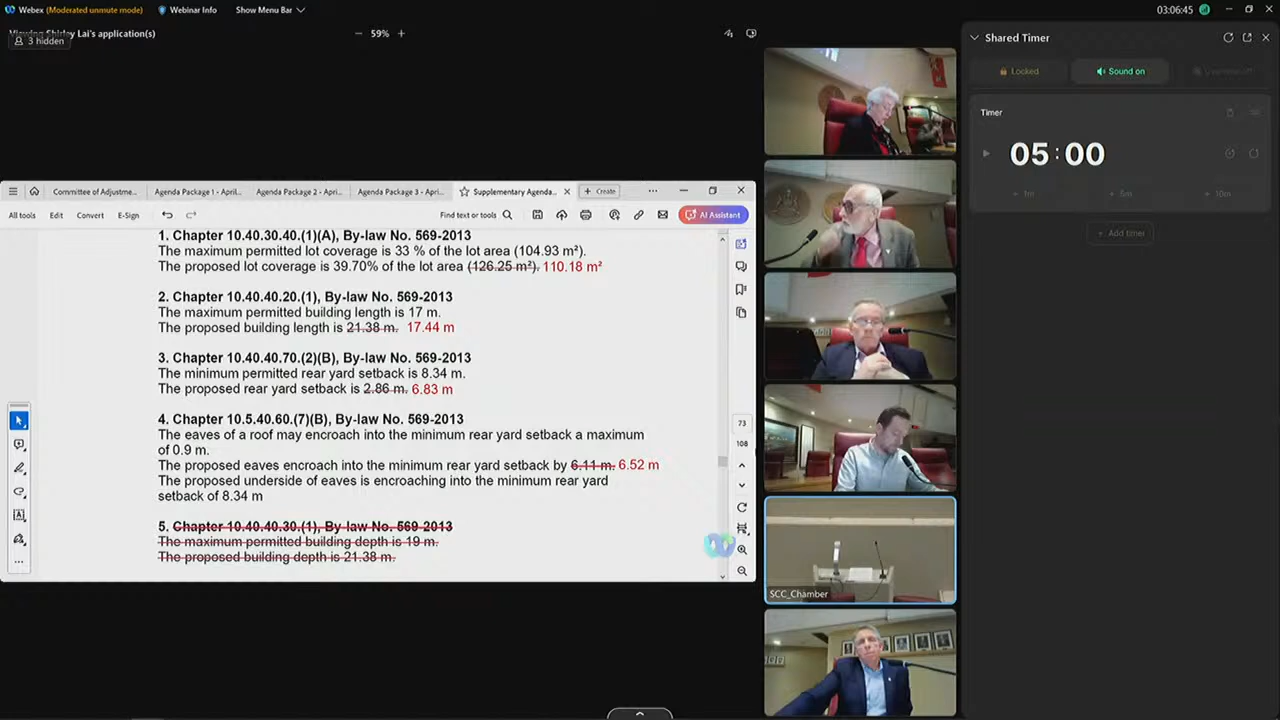 Webex (Moderated unmute mode) Webinar Info Show Menu Bar 03:06:45
Viewing Shirley Lai's application(s) 59%
3 hidden
Shared Timer
Locked Sound on
Timer
05:00
1m 5m 10m
Add timer
Committee of Adjustme... Agenda Package 1 - April... Agenda Package 2 - April... Agenda Package 3 - Apri... Supplementary Agenda... Create
All tools Edit Convert E-Sign Find text or tools AI Assistant
1. Chapter 10.40.30.40.(1)(A), By-law No. 569-2013
The maximum permitted lot coverage is 33 % of the lot area (104.93 m²).
The proposed lot coverage is 39.70% of the lot area (126.25 m²). 110.18 m²
2. Chapter 10.40.40.20.(1), By-law No. 569-2013
The maximum permitted building length is 17 m.
The proposed building length is 21.38 m. 17.44 m
3. Chapter 10.40.40.70.(2)(B), By-law No. 569-2013
The minimum permitted rear yard setback is 8.34 m.
The proposed rear yard setback is 2.86 m. 6.83 m
4. Chapter 10.5.40.60.(7)(B), By-law No. 569-2013
The eaves of a roof may encroach into the minimum rear yard setback a maximum
of 0.9 m.
The proposed eaves encroach into the minimum rear yard setback by 6.11 m. 6.52 m
The proposed underside of eaves is encroaching into the minimum rear yard
setback of 8.34 m
5. Chapter 10.40.40.30.(1), By-law No. 569-2013
The maximum permitted building depth is 19 m.
The proposed building depth is 21.38 m.
73
108
SCC_Chamber